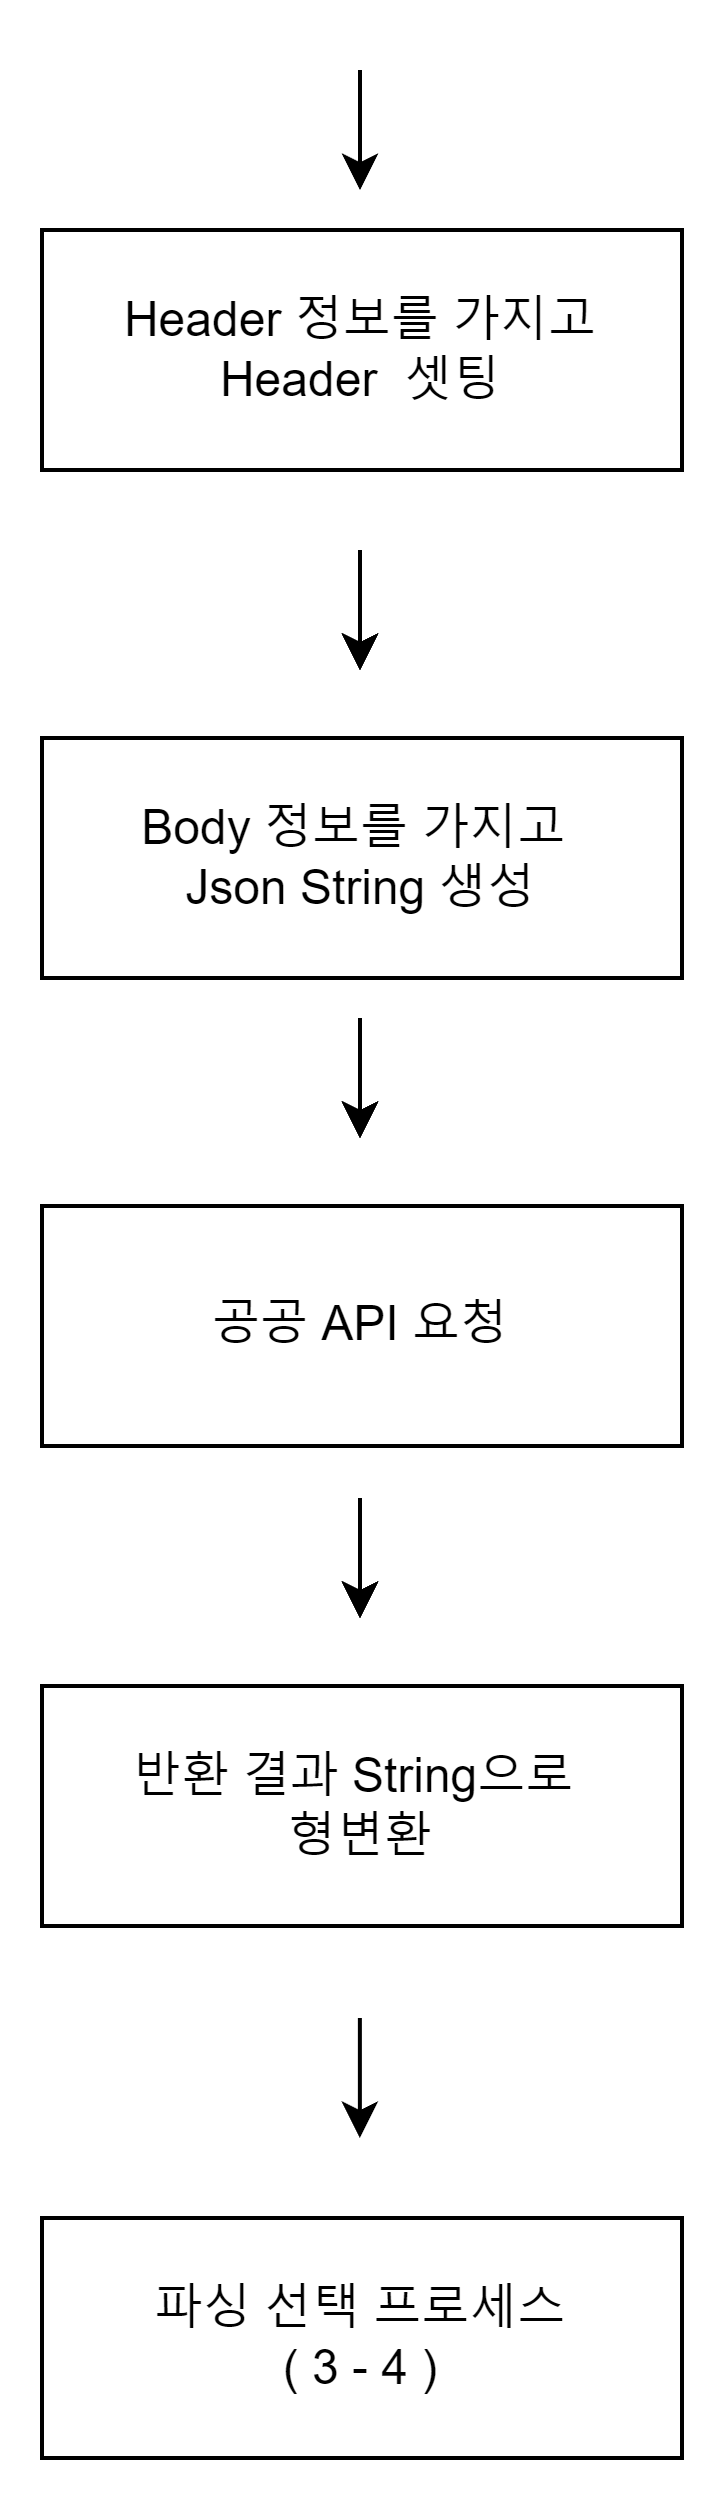 Header 정보를 가지고
Header 셋팅
Body 정보를 가지고
Json String 생성
공공 API 요청
반환 결과 String으로
형변환
파싱 선택 프로세스
( 3 - 4 )